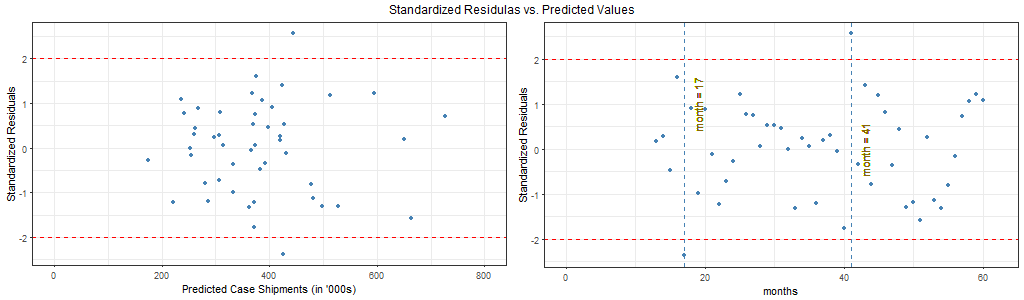 Standardized Residulas vs. Predicted Values
Standardized Residuals
2
1
0
-1
-2
0
200
400
600
800
Predicted Case Shipments (in '000s)
Standardized Residuals
2
1
0
-1
-2
month = 17
month = 41
0
20
40
60
months